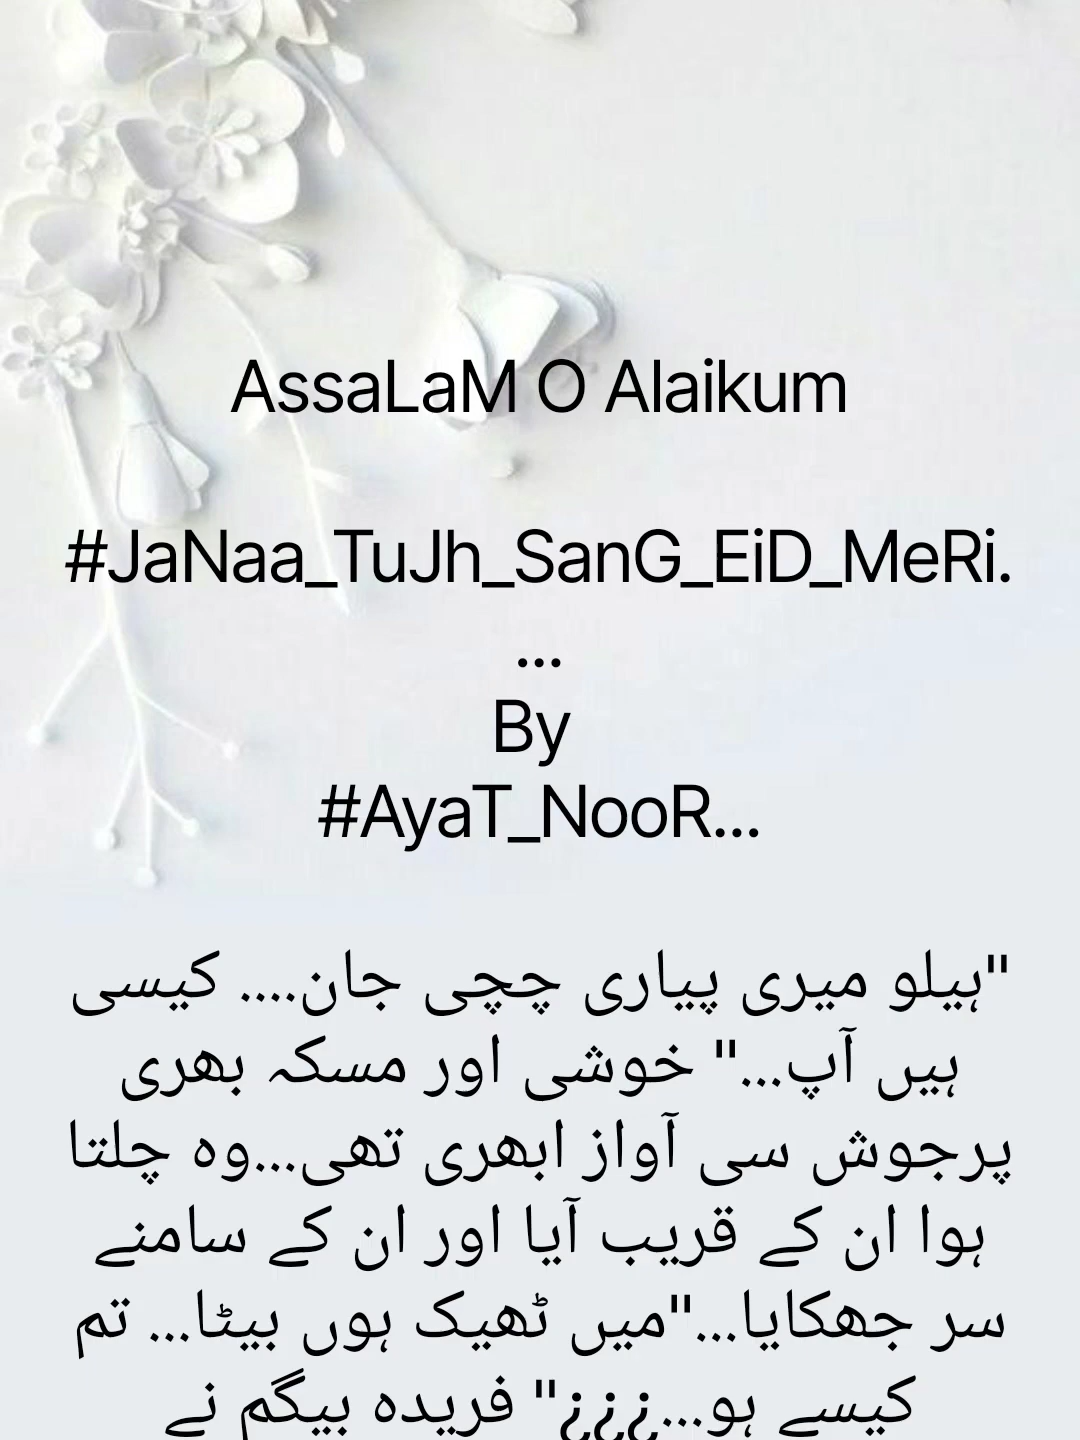 AssaLaM O Alaikum
#JaNaa_TuJh_SanG_EiD_MeRi.
...
By
#AyaT_NooR...
"ہیلو میری پیاری چچی جان.... کیسی
ہیں آپ..." خوشی اور مسکہ بھری
پرجوش سی آواز ابھری تھی...وہ چلتا
ہوا ان کے قریب آیا اور ان کے سامنے
سر جھکایا..."میں ٹھیک ہوں بیٹا... تم
کیسے ہو...¿¿¿" فریدہ بیگم نے